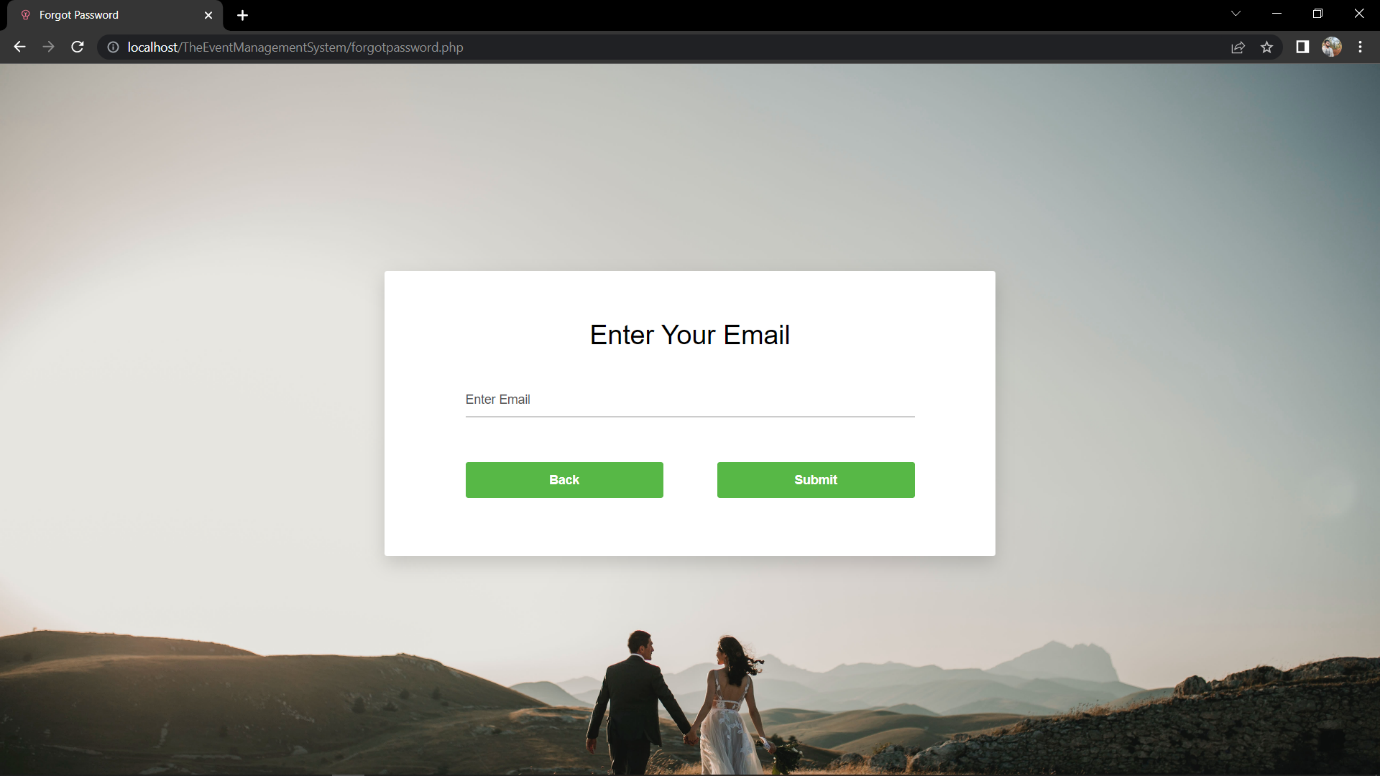 Forgot Password
localhost/TheEventManagementSystem/forgotpassword.php
Enter Your Email
Enter Email
Back
Submit